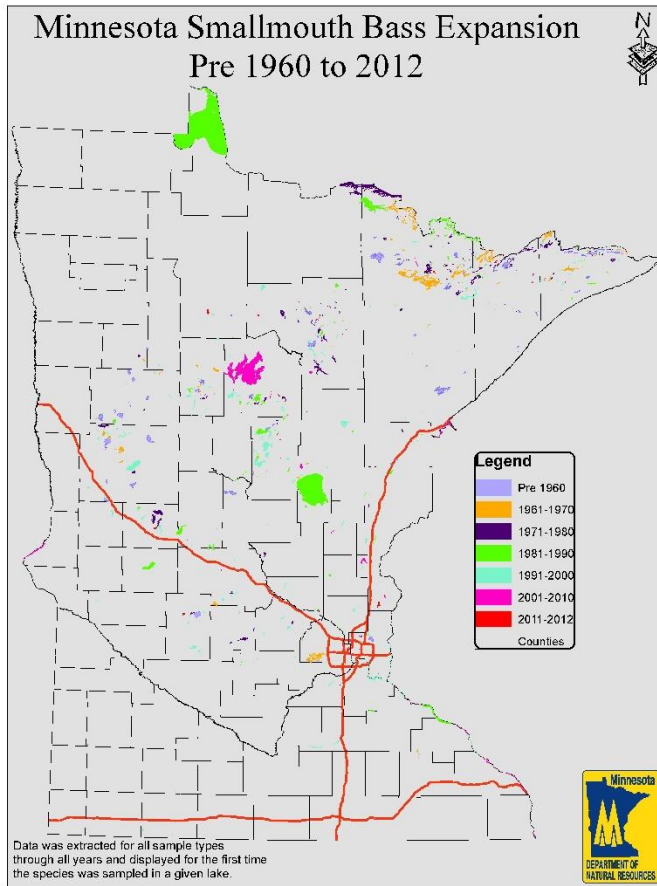 Minnesota Smallmouth Bass Expansion
Pre 1960 to 2012
N
Legend
Pre 1960
1961-1970
1971-1980
1981-1990
1991-2000
2001-2010
2011-2012
Counties
Data was extracted for all sample types
through all years and displayed for the first time
the species was sampled in a given lake.
Minnesota
DEPARTMENT OF
NATURAL RESOURCES